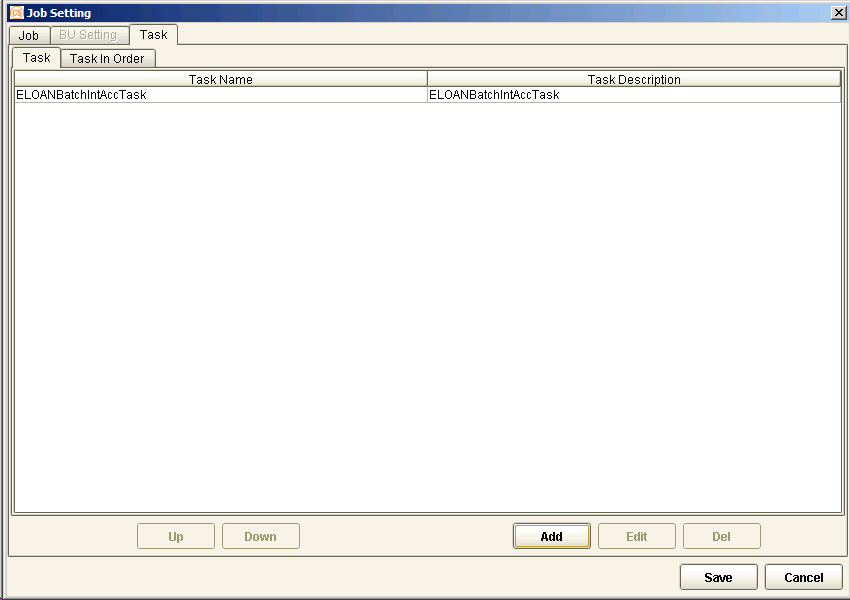 CS Job Setting
Job BU Setting Task
Task Task In Order
Task Name Task Description
ELOANBatchIntAccTask ELOANBatchIntAccTask
Up Down Add Edit Del
Save Cancel